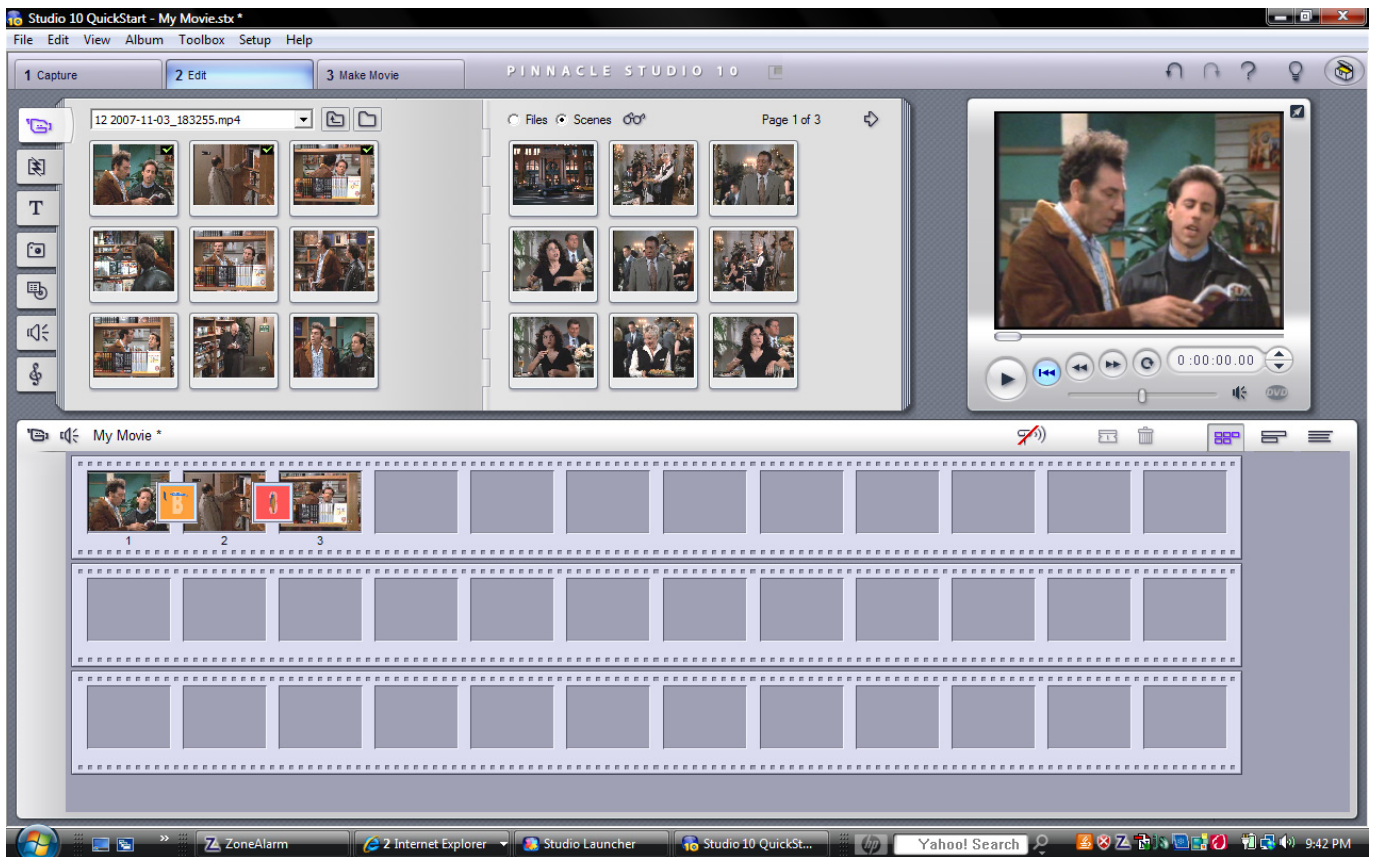 Studio 10 QuickStart - My Movie.stx *
File Edit View Album Toolbox Setup Help
1 Capture
2 Edit
3 Make Movie
PINNACLE STUDIO 10
12 2007-11-03_183255.mp4
Files Scenes
Page 1 of 3
T
0:00:00.00
DVD
My Movie *
B
1 2 3
ZoneAlarm
2 Internet Explorer
Studio Launcher
Studio 10 QuickSt...
hp
Yahoo! Search
9:42 PM